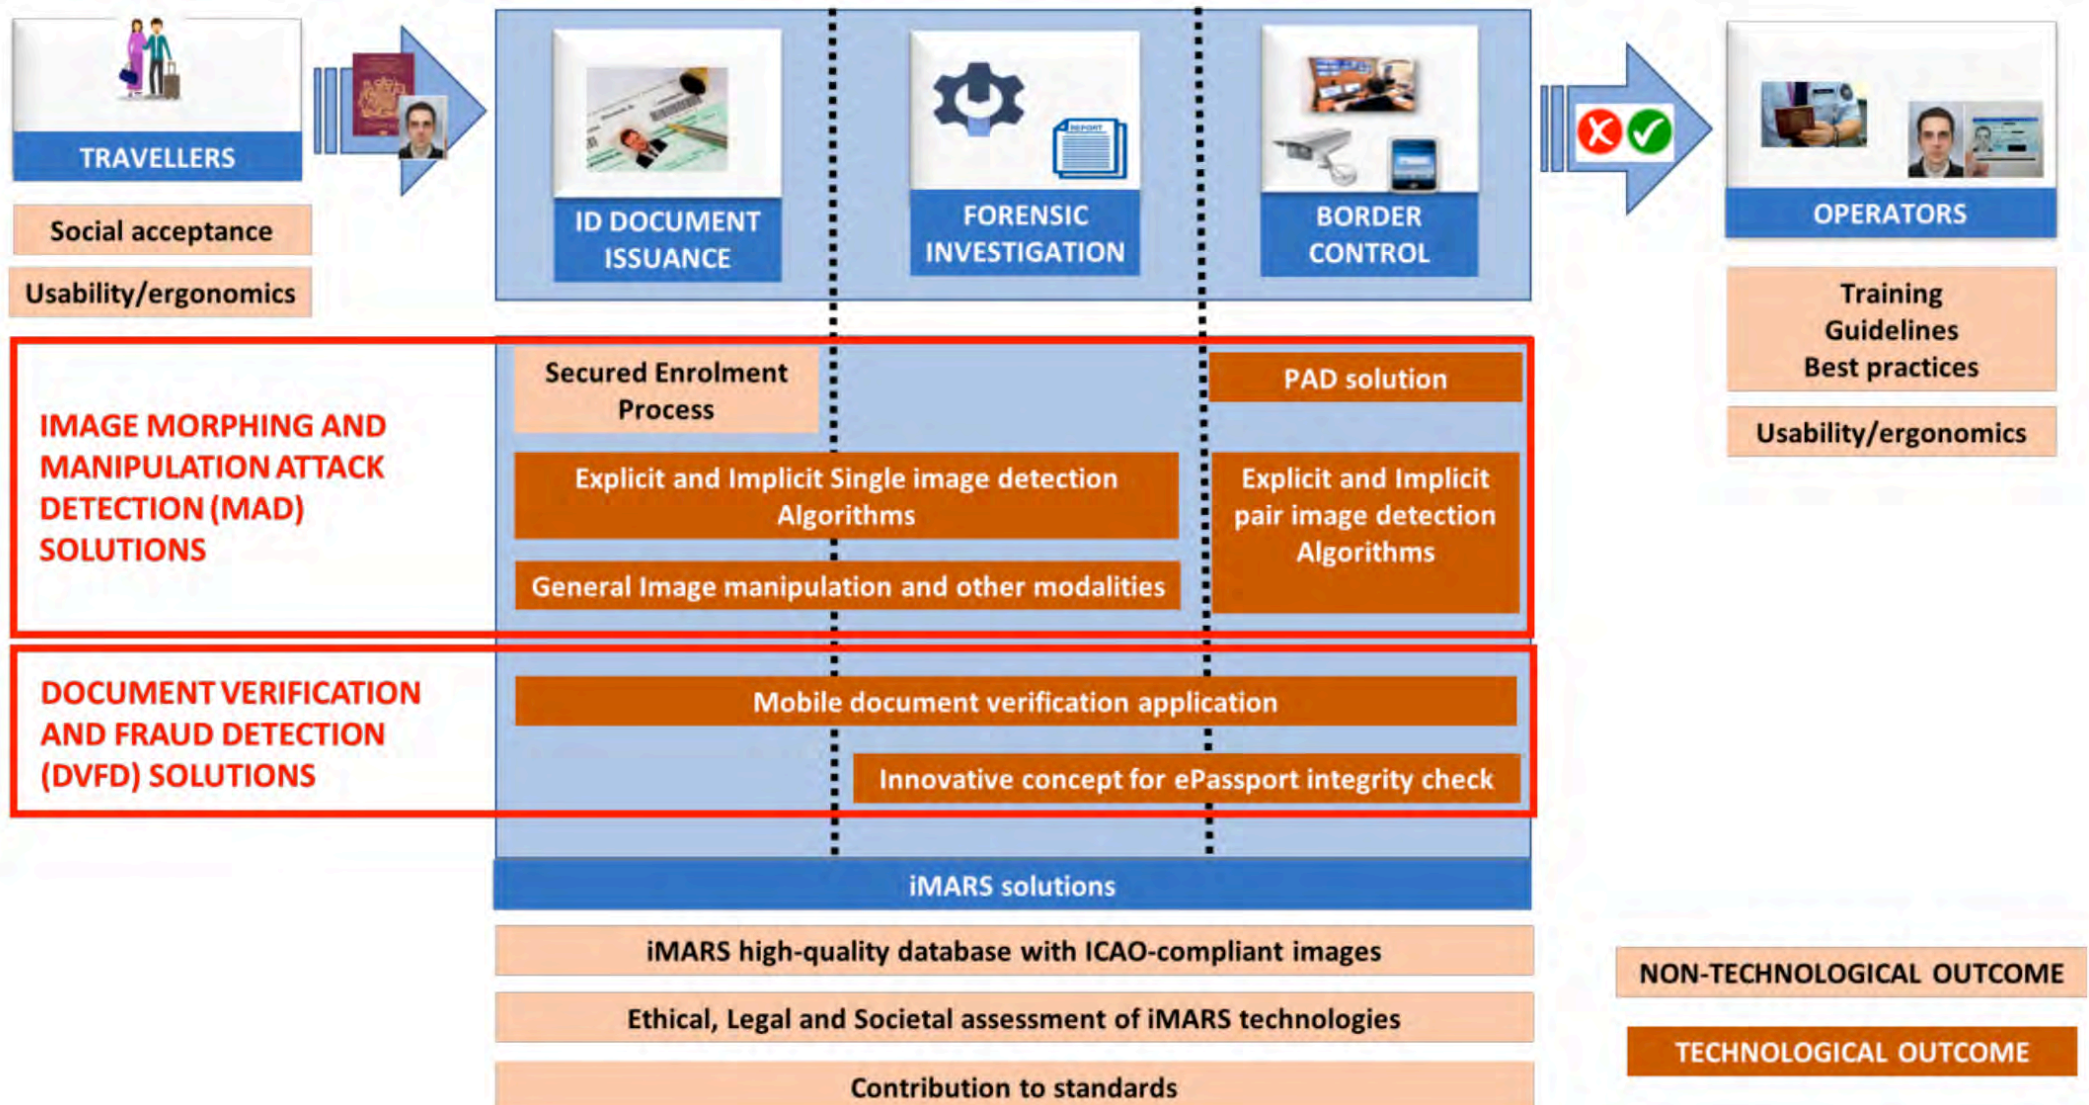 TRAVELLERS
Social acceptance
Usability/ergonomics
ID DOCUMENT
ISSUANCE
REPORT
FORENSIC
INVESTIGATION
BORDER
CONTROL
OPERATORS
Training
Guidelines
Best practices
Usability/ergonomics
IMAGE MORPHING AND
MANIPULATION ATTACK
DETECTION (MAD)
SOLUTIONS
Secured Enrolment
Process
PAD solution
Explicit and Implicit Single image detection
Algorithms
Explicit and Implicit
pair image detection
Algorithms
General Image manipulation and other modalities
DOCUMENT VERIFICATION
AND FRAUD DETECTION
(DVFD) SOLUTIONS
Mobile document verification application
Innovative concept for ePassport integrity check
iMARS solutions
iMARS high-quality database with ICAO-compliant images
Ethical, Legal and Societal assessment of iMARS technologies
Contribution to standards
NON-TECHNOLOGICAL OUTCOME
TECHNOLOGICAL OUTCOME